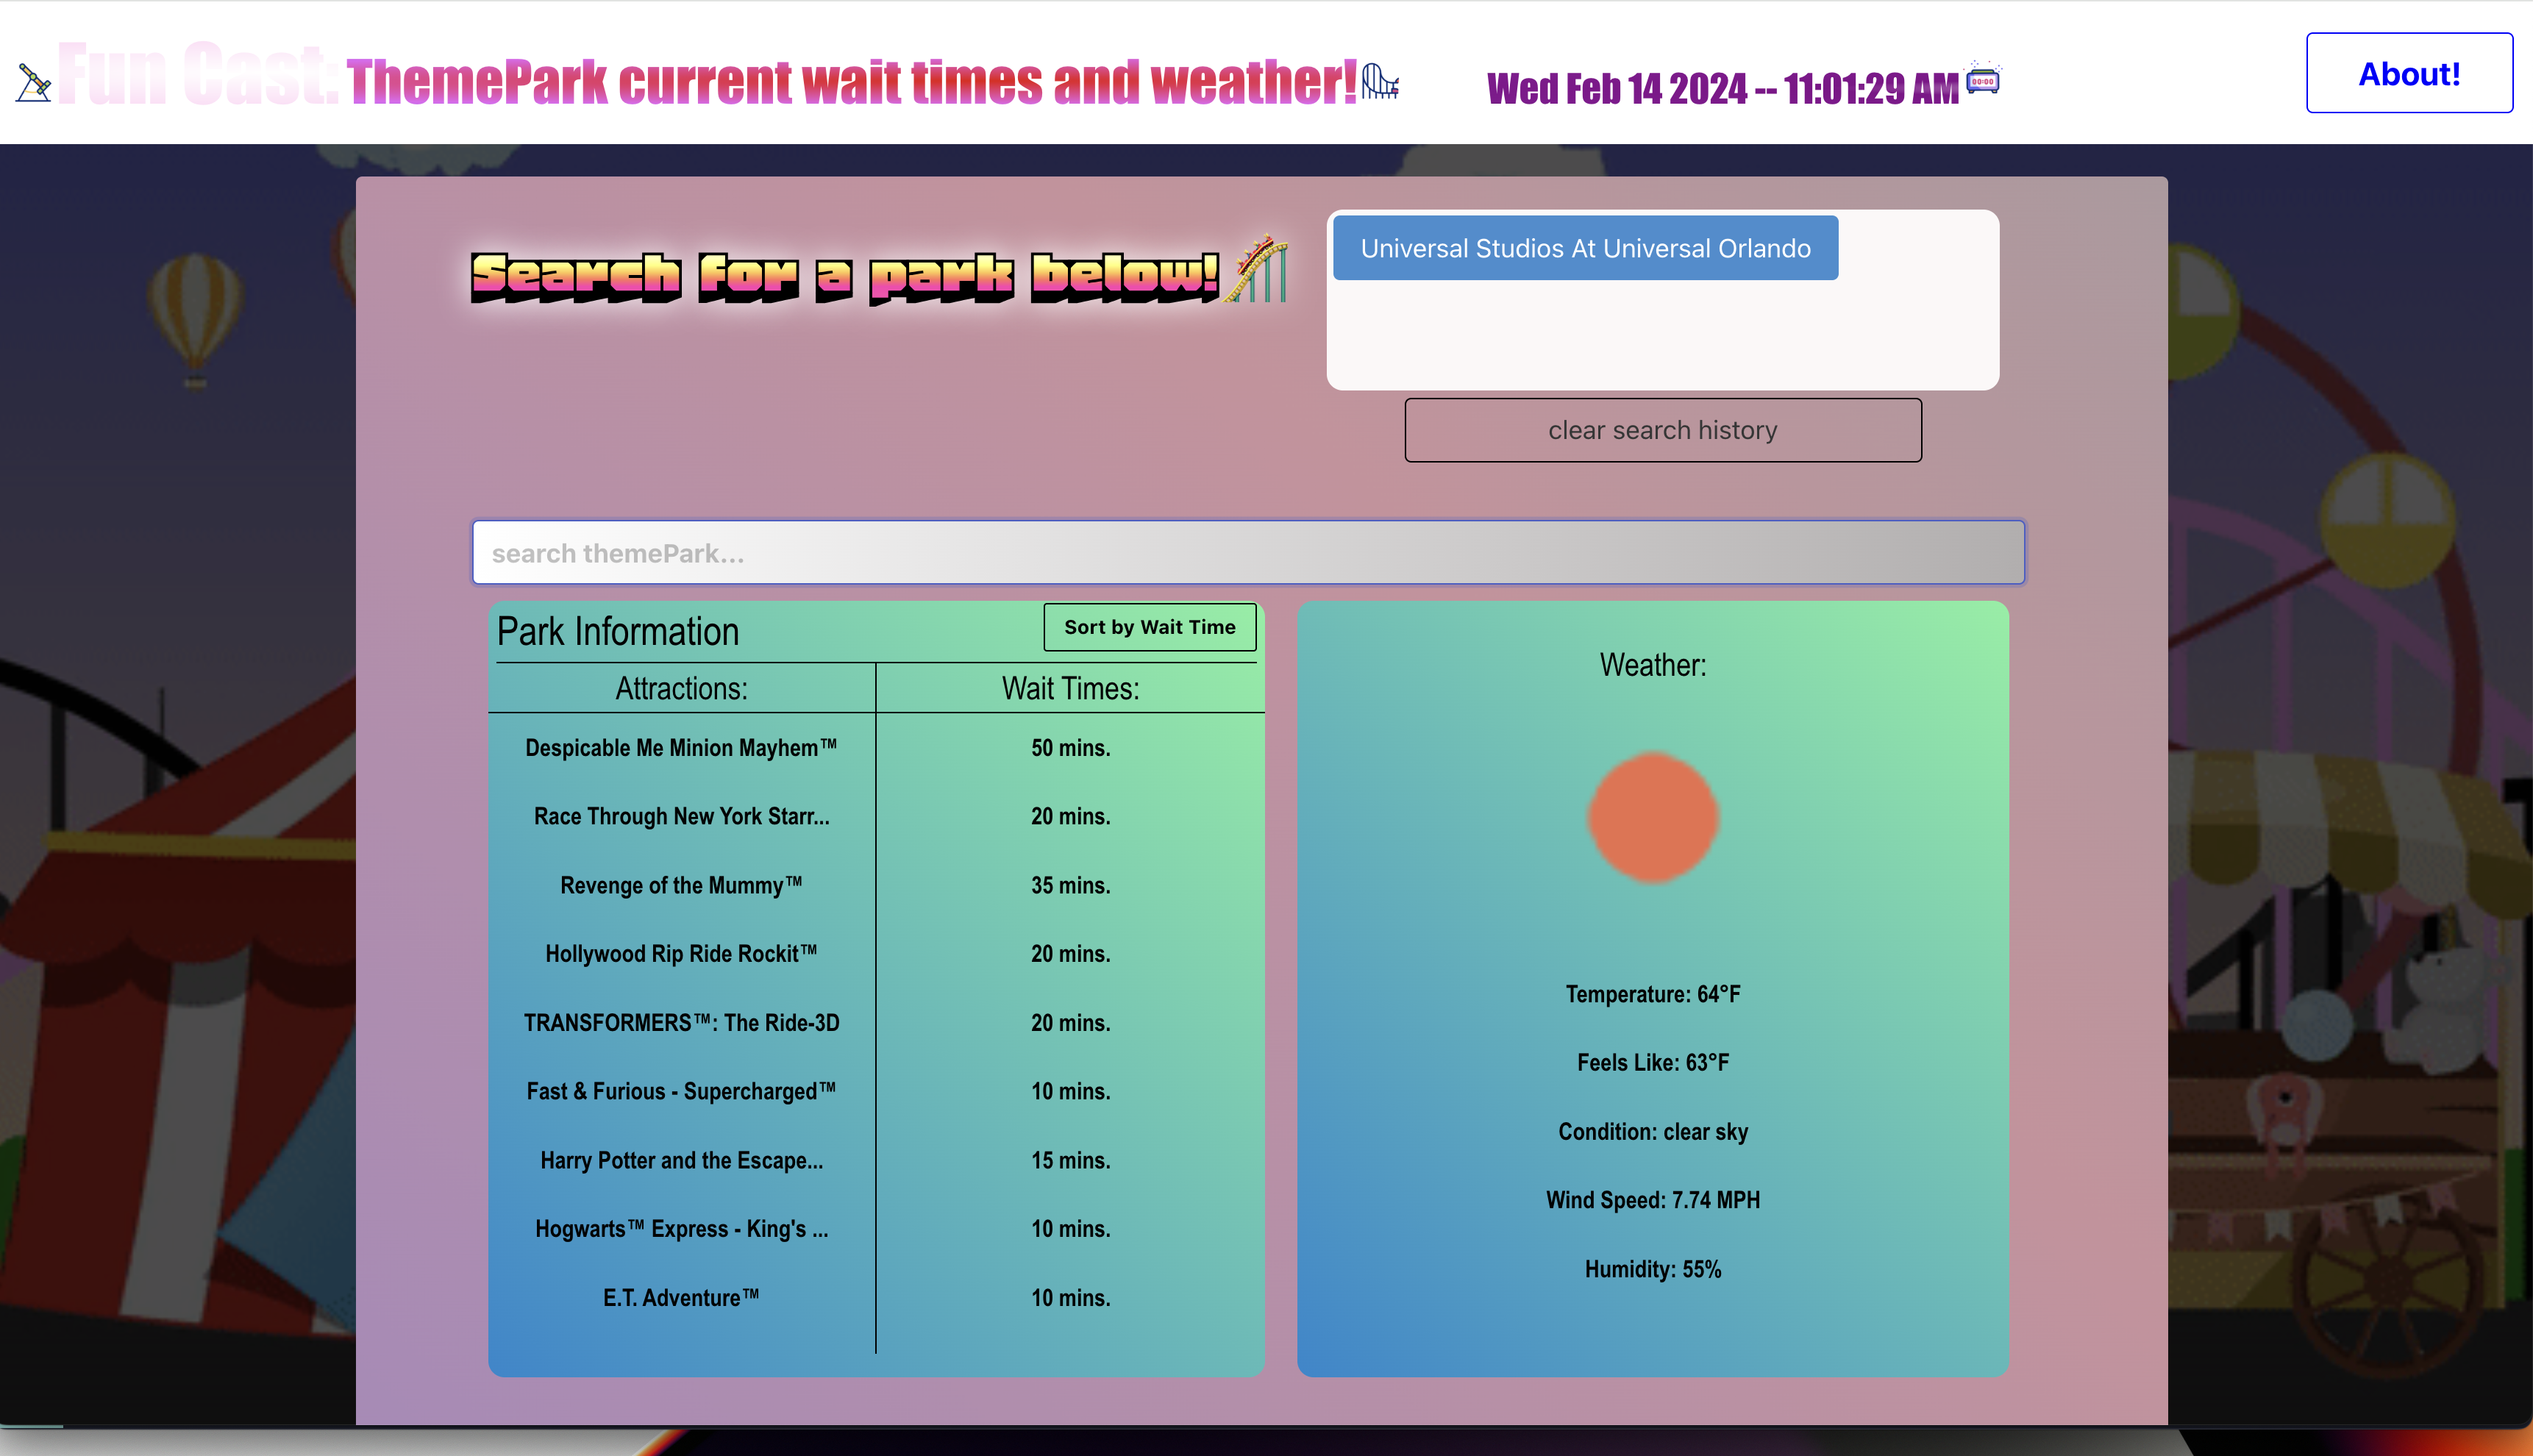 Fun Cast: ThemePark current wait times and weather! Wed Feb 14 2024 -- 11:01:29 AM 00:00 About!
Search for a park below!
Universal Studios At Universal Orlando
clear search history
search themePark...
Park Information Sort by Wait Time
Attractions: Wait Times:
Despicable Me Minion Mayhem™ 50 mins.
Race Through New York Starr... 20 mins.
Revenge of the Mummy™ 35 mins.
Hollywood Rip Ride Rockit™ 20 mins.
TRANSFORMERS™: The Ride-3D 20 mins.
Fast & Furious - Supercharged™ 10 mins.
Harry Potter and the Escape... 15 mins.
Hogwarts™ Express - King's ... 10 mins.
E.T. Adventure™ 10 mins.
Weather:
Temperature: 64°F
Feels Like: 63°F
Condition: clear sky
Wind Speed: 7.74 MPH
Humidity: 55%